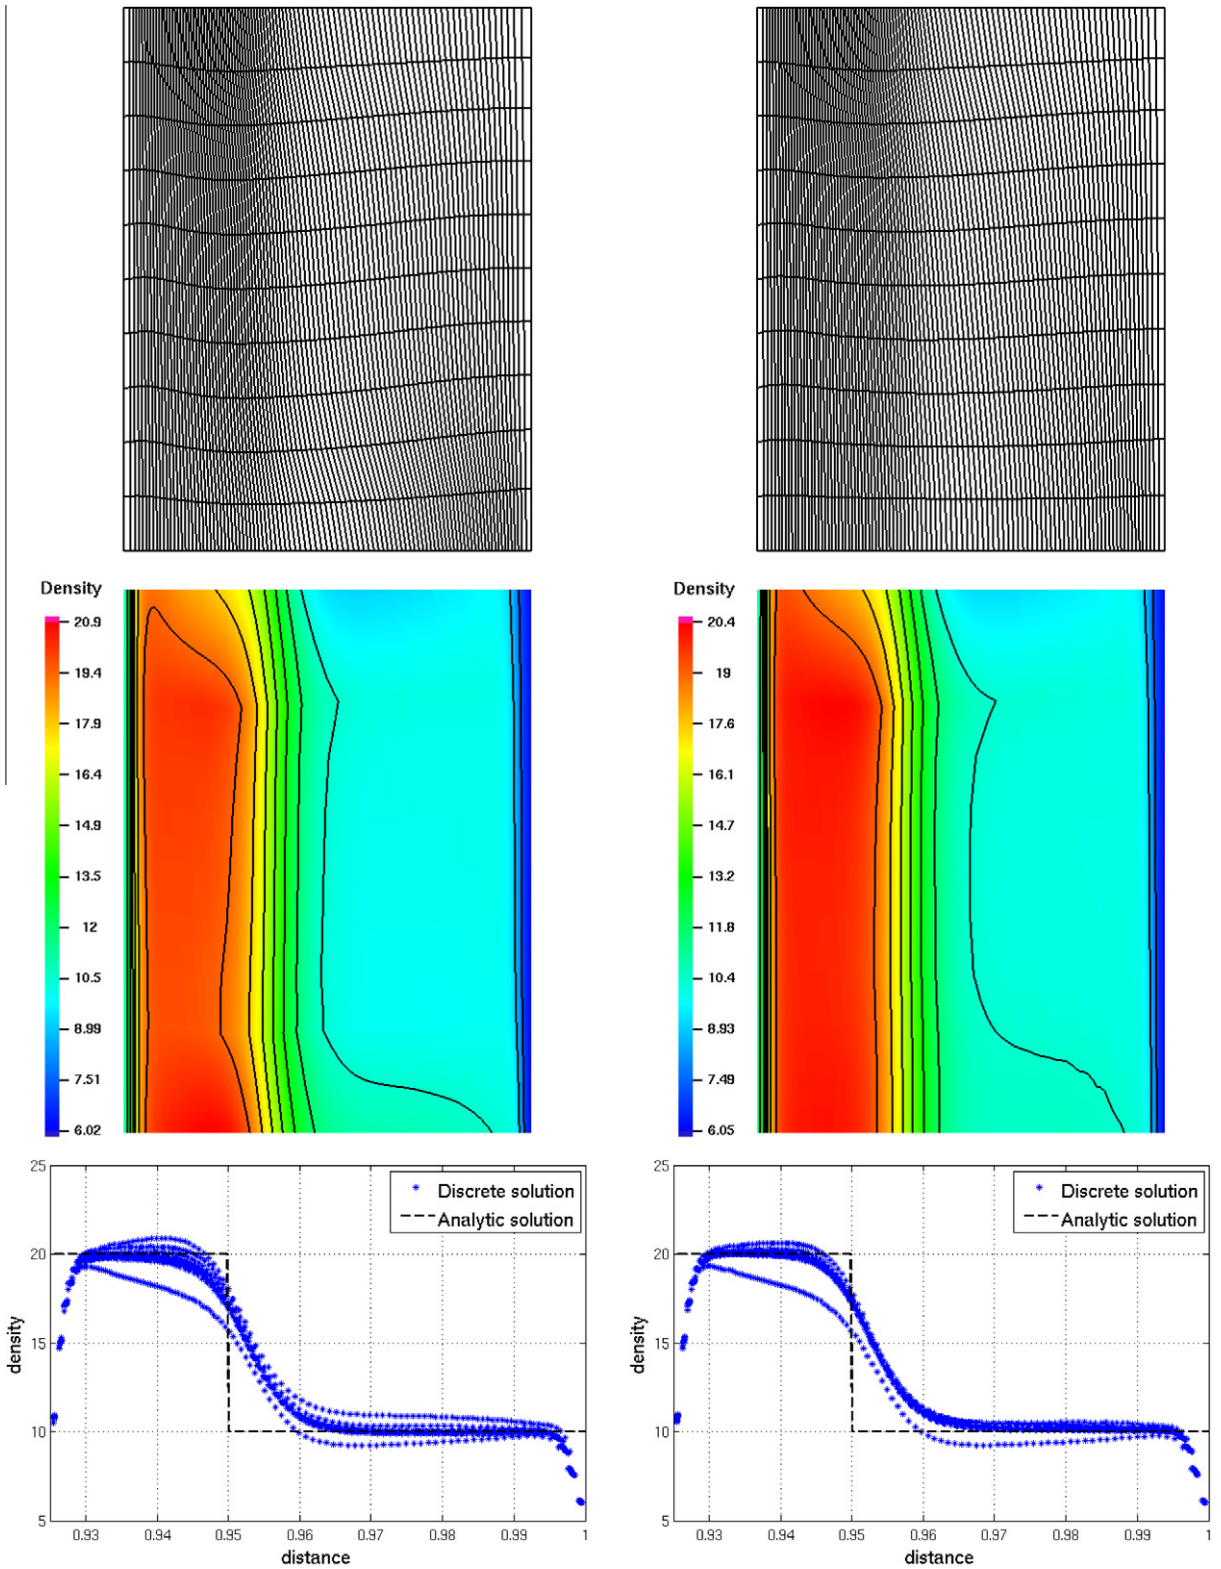 Density
20.9
19.4
17.9
16.4
14.9
13.5
12
10.5
8.99
7.51
6.02
Density
20.4
19
17.6
16.1
14.7
13.2
11.8
10.4
8.93
7.49
6.05
25
20
15
10
5
density
Discrete solution
Analytic solution
0.93 0.94 0.95 0.96 0.97 0.98 0.99 1
distance
25
20
15
10
5
density
Discrete solution
Analytic solution
0.93 0.94 0.95 0.96 0.97 0.98 0.99 1
distance